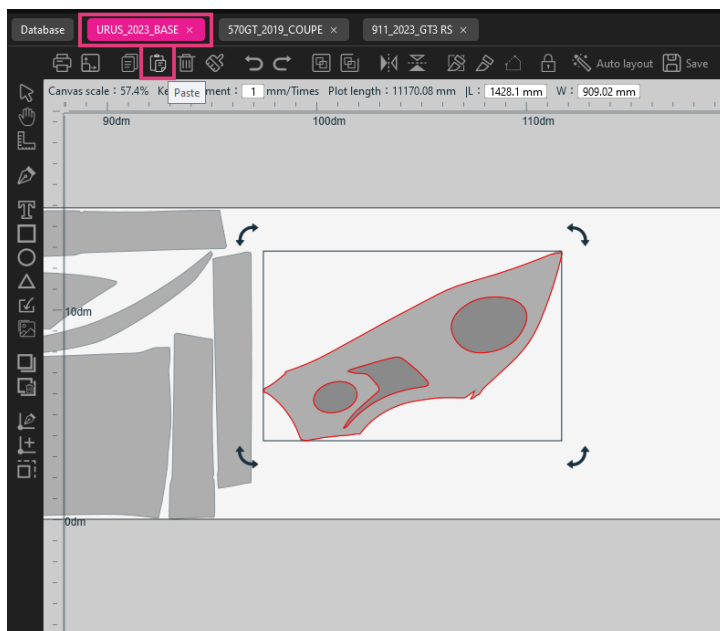 Database URUS_2023_BASE × 570GT_2019_COUPE × 911_2023_GT3 RS ×
Auto layout Save
Canvas scale : 57.4% Ke ment : 1 mm/Times Plot length : 11170.08 mm |L : 1428.1 mm W : 909.02 mm
Paste
90dm 100dm 110dm
10dm
0dm